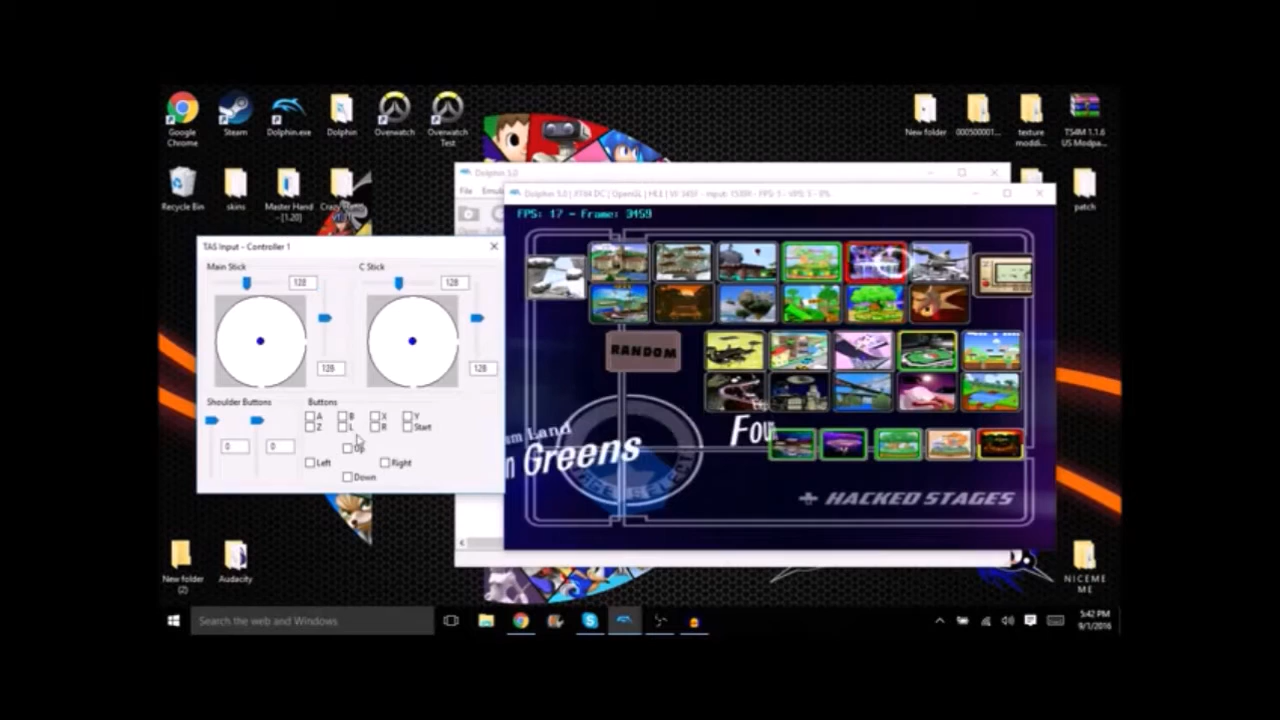 Google Chrome
Steam
Dolphin.exe
Dolphin
Overwatch
Overwatch Test
New folder
000500001...
texture moddi...
TS4M 1.1.6 US Modpa...
Recycle Bin
skins
Master Hand - [1.20]
patch
Dolphin 5.0
File Emula
FPS: 17 - Frame: 3459
TAS Input - Controller 1
Main Stick
C Stick
128
128
128
128
Shoulder Buttons
0
0
Buttons
A B X Y
Z L R Start
Up
Left Right
Down
RANDOM
am Land
n Greens
Fou
+ HACKED STAGES
New folder (2)
Audacity
NICEME ME
Search the web and Windows
5:42 PM
9/1/2016